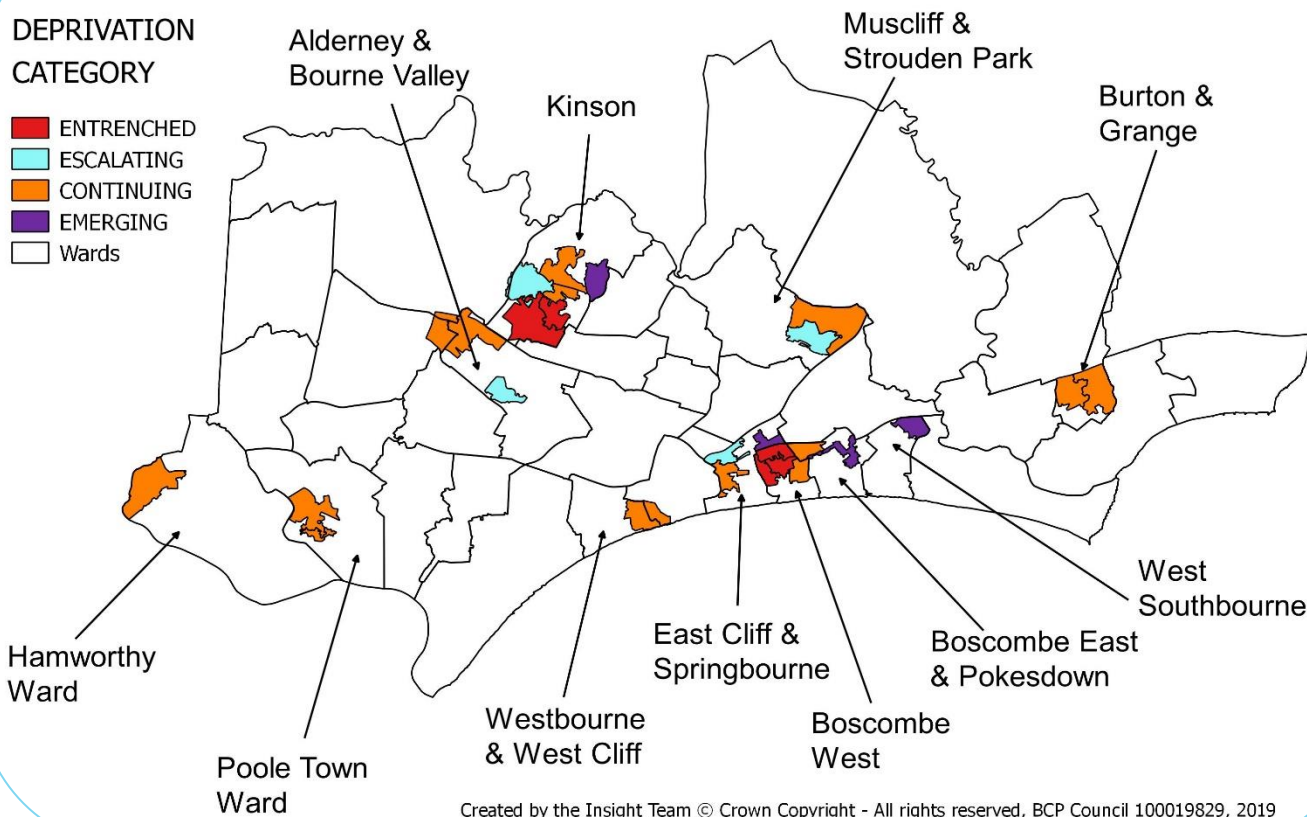 DEPRIVATION
CATEGORY
ENTRENCHED
ESCALATING
CONTINUING
EMERGING
Wards
Alderney &
Bourne Valley
Kinson
Muscliff &
Strouden Park
Burton &
Grange
Hamworthy
Ward
Poole Town
Ward
Westbourne
& West Cliff
East Cliff &
Springbourne
Boscombe
West
Boscombe East
& Pokesdown
West
Southbourne
Created by the Insight Team © Crown Copyright - All rights reserved, BCP Council 100019829, 2019